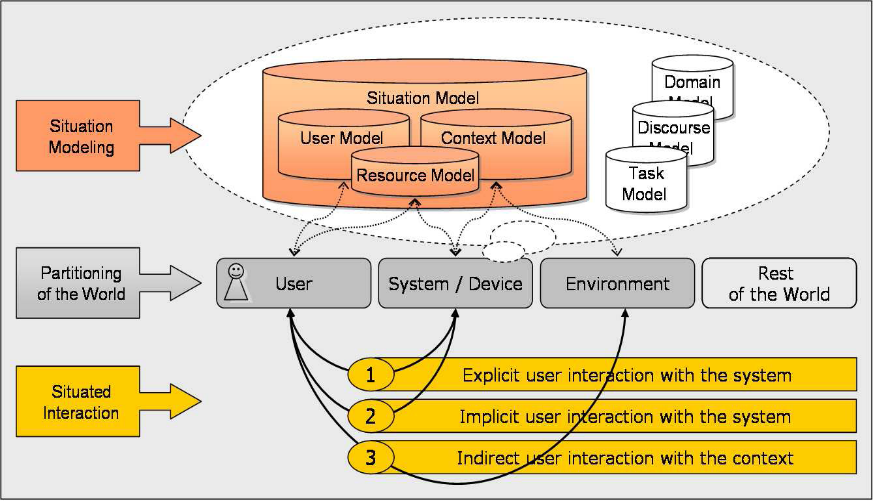 Situation
Modeling
Situation Model
User Model
Context Model
Resource Model
Domain
Model
Discourse
Model
Task
Model
Partitioning
of the World
User
System / Device
Environment
Rest
of the World
Situated
Interaction
1
Explicit user interaction with the system
2
Implicit user interaction with the system
3
Indirect user interaction with the context